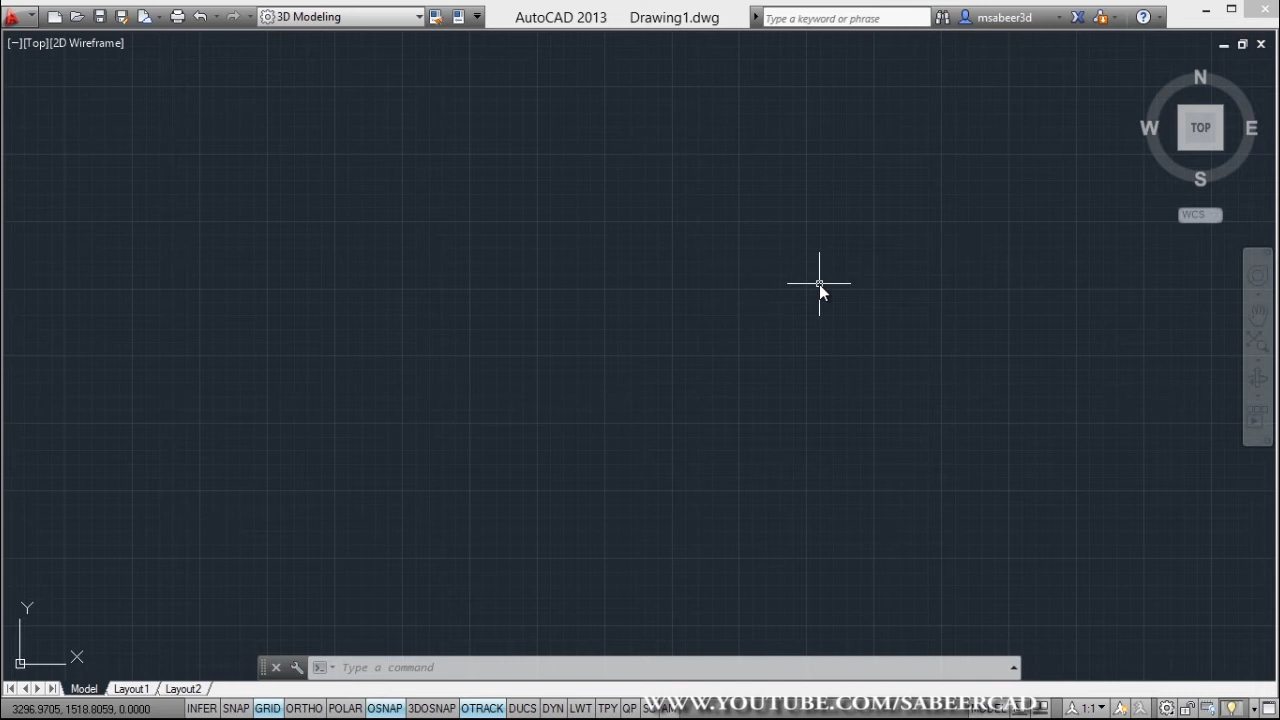 3D Modeling AutoCAD 2013 Drawing1.dwg Type a keyword or phrase msabeer3d
[−][Top][2D Wireframe]
N
W TOP E
S
WCS
Y
X
Type a command
Model Layout1 Layout2
3296.9705, 1518.8059, 0.0000 INFER SNAP GRID ORTHO POLAR OSNAP 3DOSNAP OTRACK DUCS DYN LWT TPY QP MODEL 1:1
WWW.YOUTUBE.COM/SABEERCAD